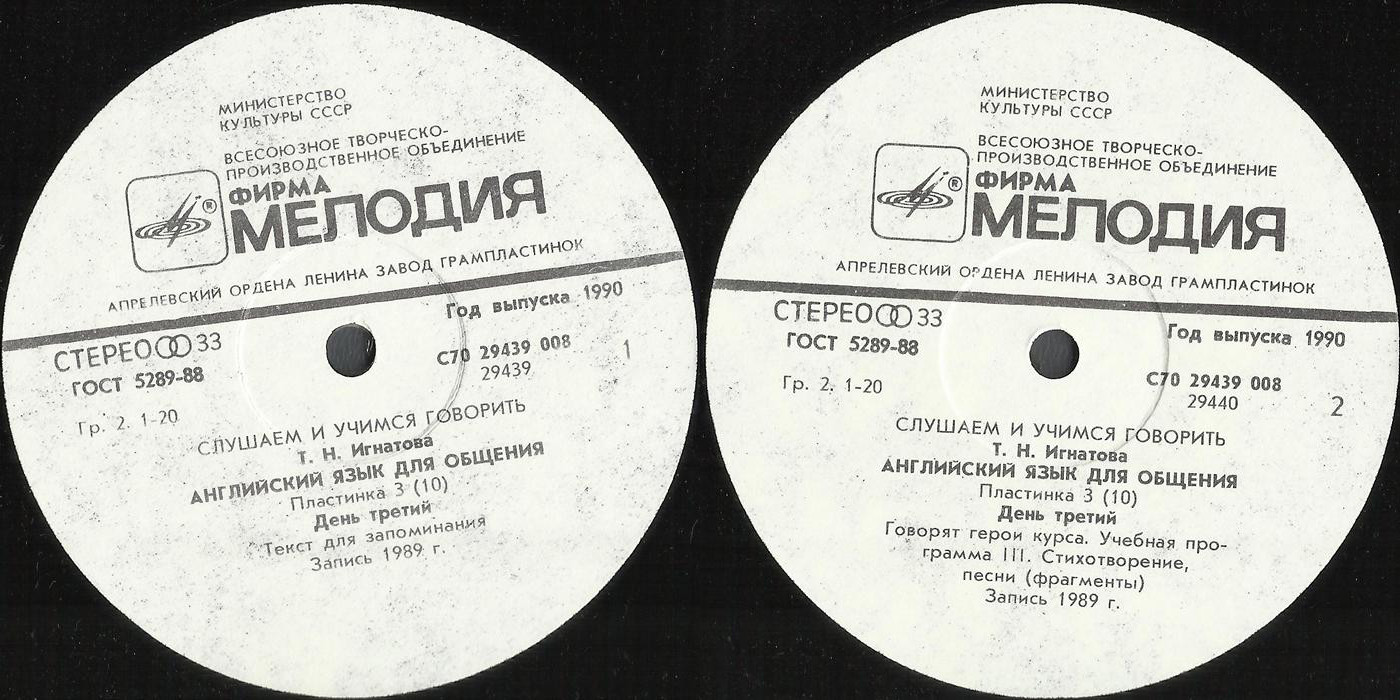 МИНИСТЕРСТВО
КУЛЬТУРЫ СССР
ВСЕСОЮЗНОЕ ТВОРЧЕСКО-
ПРОИЗВОДСТВЕННОЕ ОБЪЕДИНЕНИЕ
®
ФИРМА
МЕЛОДИЯ
АПРЕЛЕВСКИЙ ОРДЕНА ЛЕНИНА ЗАВОД ГРАМПЛАСТИНОК
СТЕРЕО 33
ГОСТ 5289-88
Гр. 2. 1-20
Год выпуска 1990
С70 29439 008
29439
1
СЛУШАЕМ И УЧИМСЯ ГОВОРИТЬ
Т. Н. Игнатова
АНГЛИЙСКИЙ ЯЗЫК ДЛЯ ОБЩЕНИЯ
Пластинка 3 (10)
День третий
Текст для запоминания
Запись 1989 г.
МИНИСТЕРСТВО
КУЛЬТУРЫ СССР
ВСЕСОЮЗНОЕ ТВОРЧЕСКО-
ПРОИЗВОДСТВЕННОЕ ОБЪЕДИНЕНИЕ
®
ФИРМА
МЕЛОДИЯ
АПРЕЛЕВСКИЙ ОРДЕНА ЛЕНИНА ЗАВОД ГРАМПЛАСТИНОК
СТЕРЕО 33
ГОСТ 5289-88
Гр. 2. 1-20
Год выпуска 1990
С70 29439 008
29440
2
СЛУШАЕМ И УЧИМСЯ ГОВОРИТЬ
Т. Н. Игнатова
АНГЛИЙСКИЙ ЯЗЫК ДЛЯ ОБЩЕНИЯ
Пластинка 3 (10)
День третий
Говорят герои курса. Учебная про-
грамма III. Стихотворение,
песни (фрагменты)
Запись 1989 г.